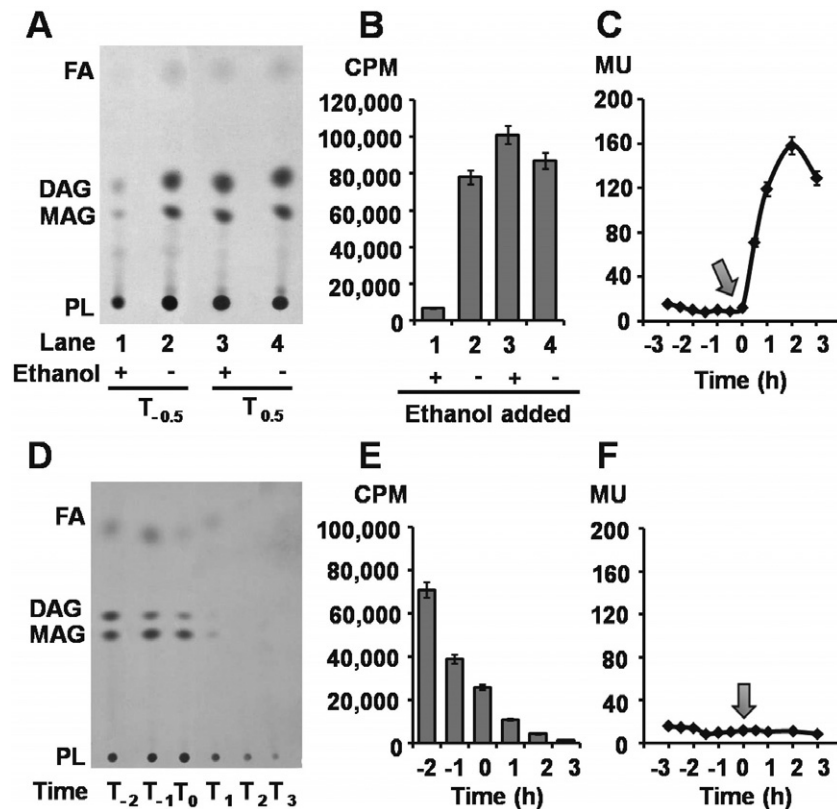 A
FA
DAG
MAG
PL
Lane 1 2 3 4
Ethanol + - + -
T-0.5 T0.5
B
CPM
120,000
100,000
80,000
60,000
40,000
20,000
0
1 2 3 4
+ - + -
Ethanol added
C
MU
200
160
120
80
40
0
-3 -2 -1 0 1 2 3
Time (h)
D
FA
DAG
MAG
PL
Time T-2 T-1 T0 T1 T2 T3
E
CPM
100,000
80,000
60,000
40,000
20,000
0
-2 -1 0 1 2 3
Time (h)
F
MU
200
160
120
80
40
0
-3 -2 -1 0 1 2 3
Time (h)